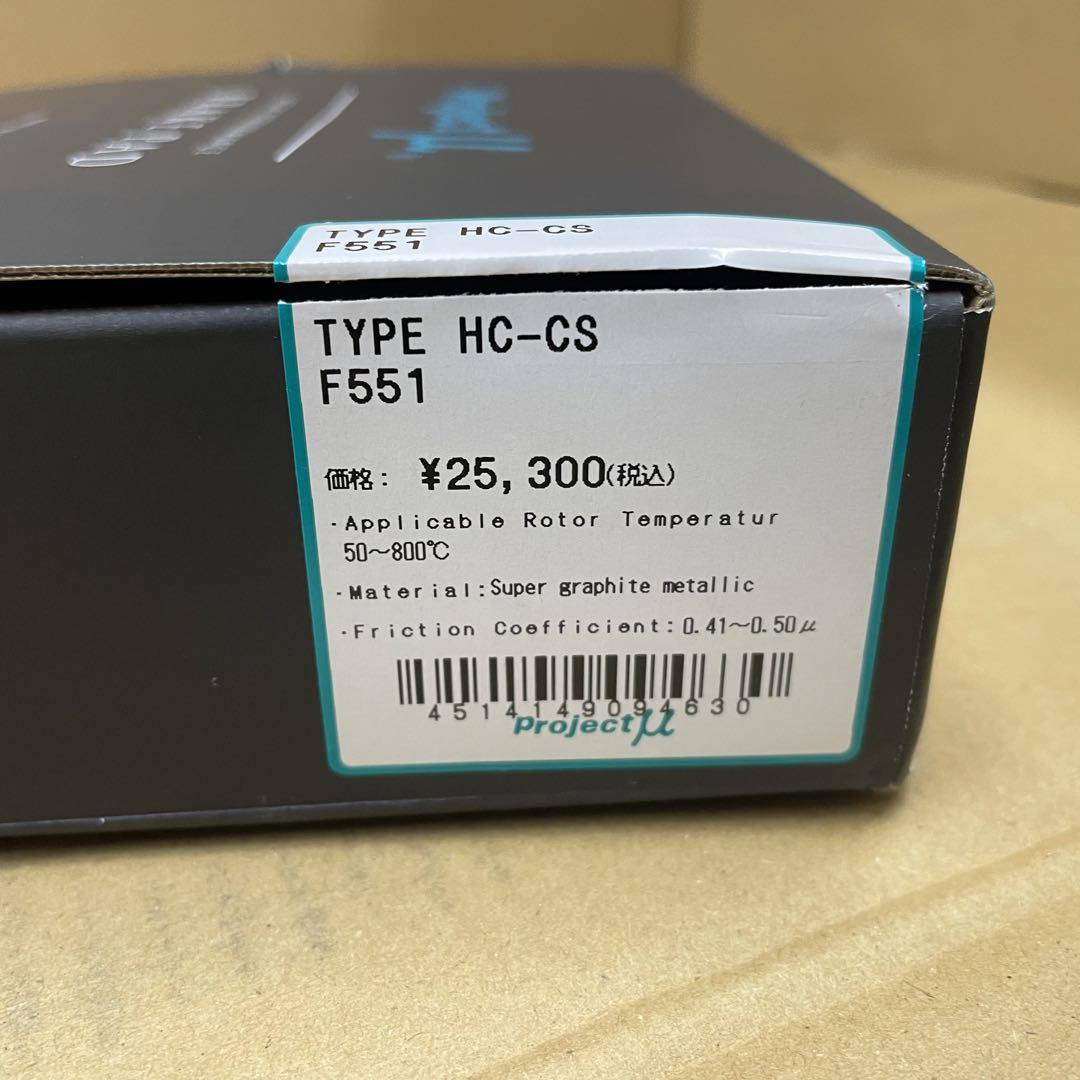 TYPE HC-CS
F551
TYPE HC-CS
F551
価格: ¥25,300(税込)
·Applicable Rotor Temperatur
50～800℃
·Material:Super graphite metallic
·Friction Coefficient:0.41～0.50μ
4514149094630
Projectμ